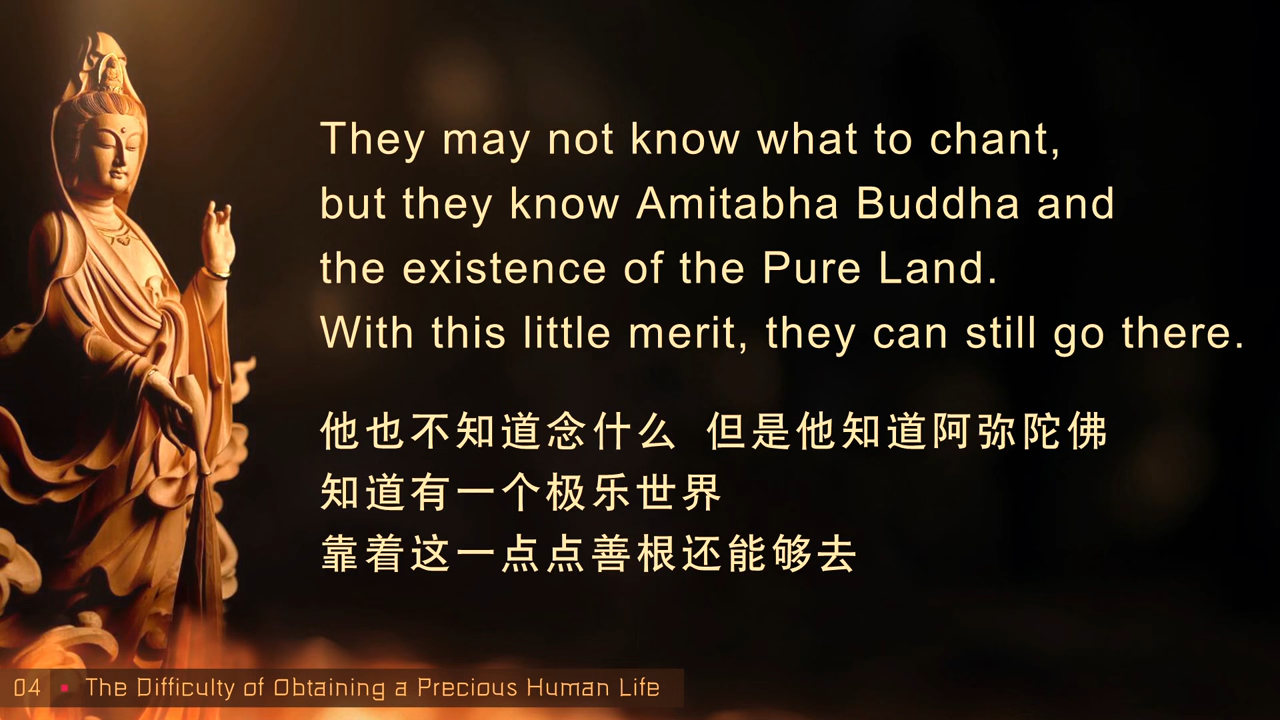 They may not know what to chant,
but they know Amitabha Buddha and
the existence of the Pure Land.
With this little merit, they can still go there.
他也不知道念什么 但是他知道阿弥陀佛
知道有一个极乐世界
靠着这一点点善根还能够去
04 • The Difficulty of Obtaining a Precious Human Life